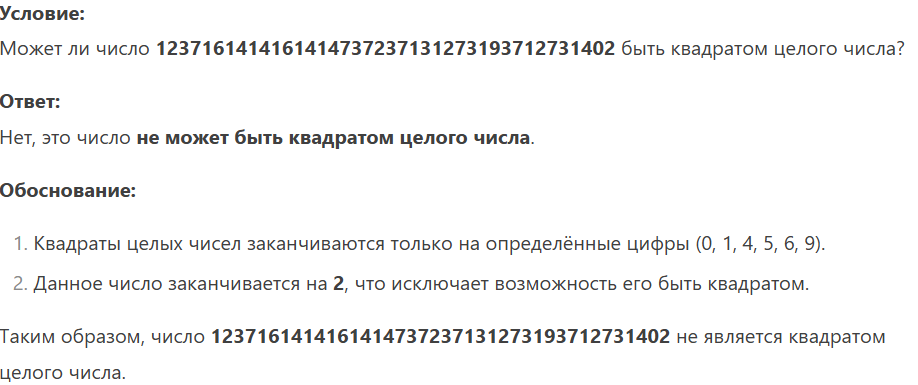 Условие:
Может ли число 1237161414161414737237131273193712731402 быть квадратом целого числа?
Ответ:
Нет, это число не может быть квадратом целого числа.
Обоснование:
1. Квадраты целых чисел заканчиваются только на определённые цифры (0, 1, 4, 5, 6, 9).
2. Данное число заканчивается на 2, что исключает возможность его быть квадратом.
Таким образом, число 1237161414161414737237131273193712731402 не является квадратом
целого числа.